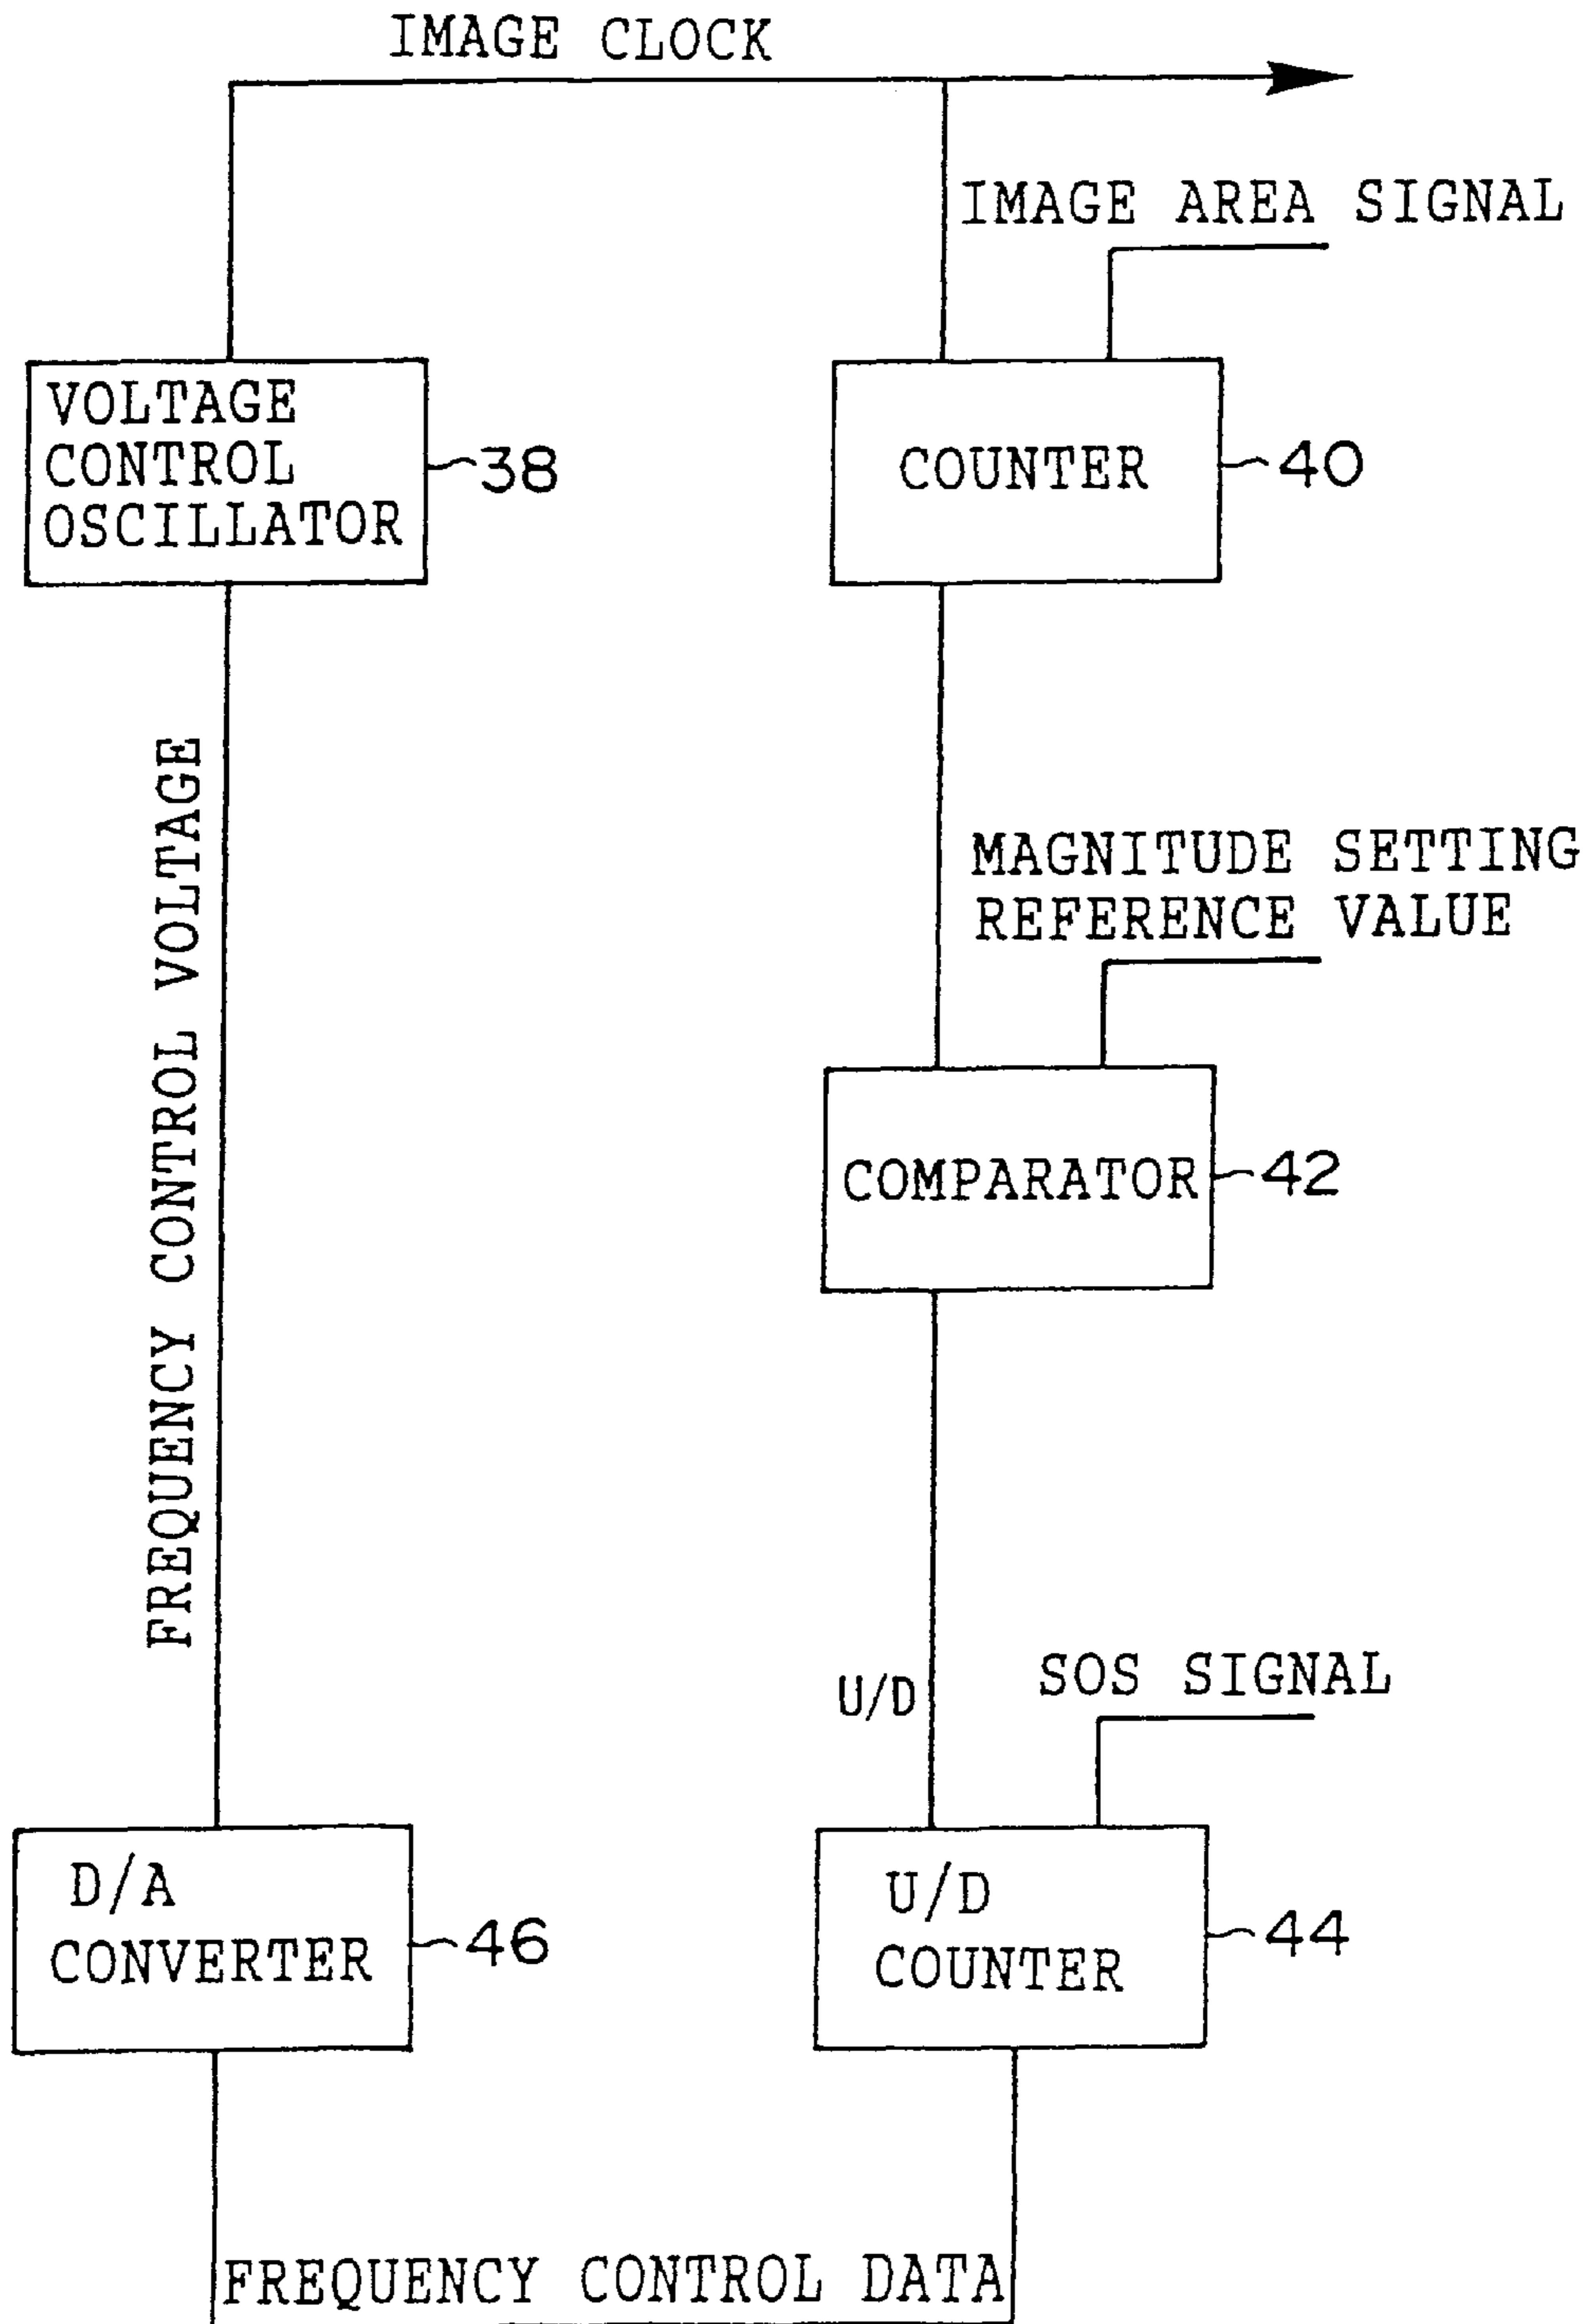 IMAGE CLOCK
IMAGE AREA SIGNAL
VOLTAGE
CONTROL
OSCILLATOR
38
COUNTER
40
FREQUENCY CONTROL VOLTAGE
MAGNITUDE SETTING
REFERENCE VALUE
COMPARATOR
42
U/D
SOS SIGNAL
D/A
CONVERTER
46
U/D
COUNTER
44
FREQUENCY CONTROL DATA